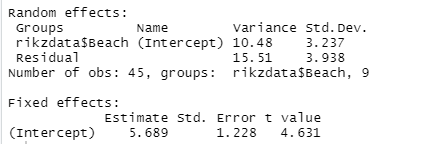 Random effects:
Groups Name Variance Std.Dev.
rikzdata$Beach (Intercept) 10.48 3.237
Residual 15.51 3.938
Number of obs: 45, groups: rikzdata$Beach, 9
Fixed effects:
Estimate Std. Error t value
(Intercept) 5.689 1.228 4.631